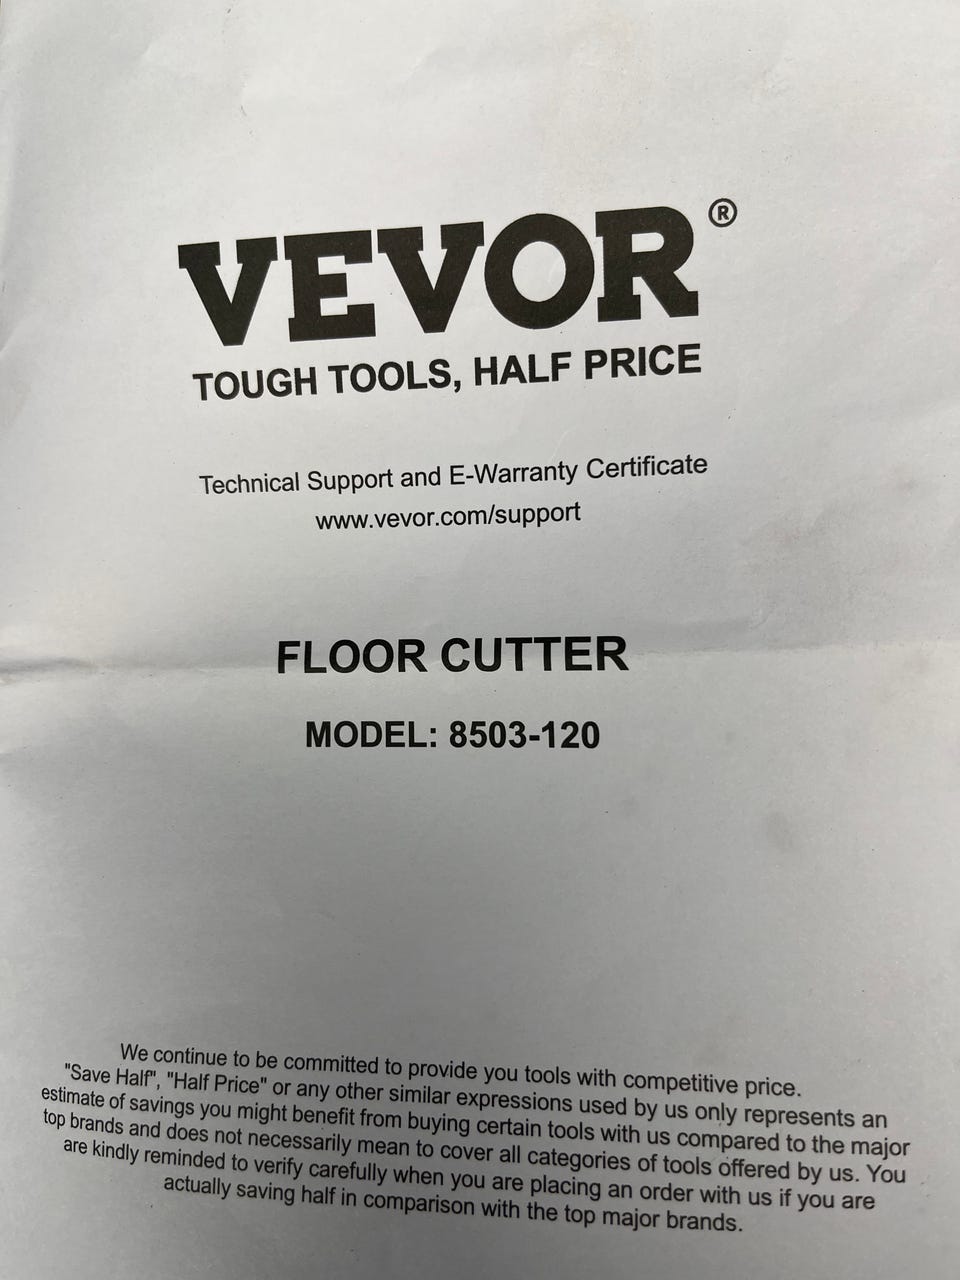 VEVOR®
TOUGH TOOLS, HALF PRICE
Technical Support and E-Warranty Certificate
www.vevor.com/support
FLOOR CUTTER
MODEL: 8503-120
We continue to be committed to provide you tools with competitive price.
"Save Half", "Half Price" or any other similar expressions used by us only represents an
estimate of savings you might benefit from buying certain tools with us compared to the major
top brands and does not necessarily mean to cover all categories of tools offered by us. You
are kindly reminded to verify carefully when you are placing an order with us if you are
actually saving half in comparison with the top major brands.